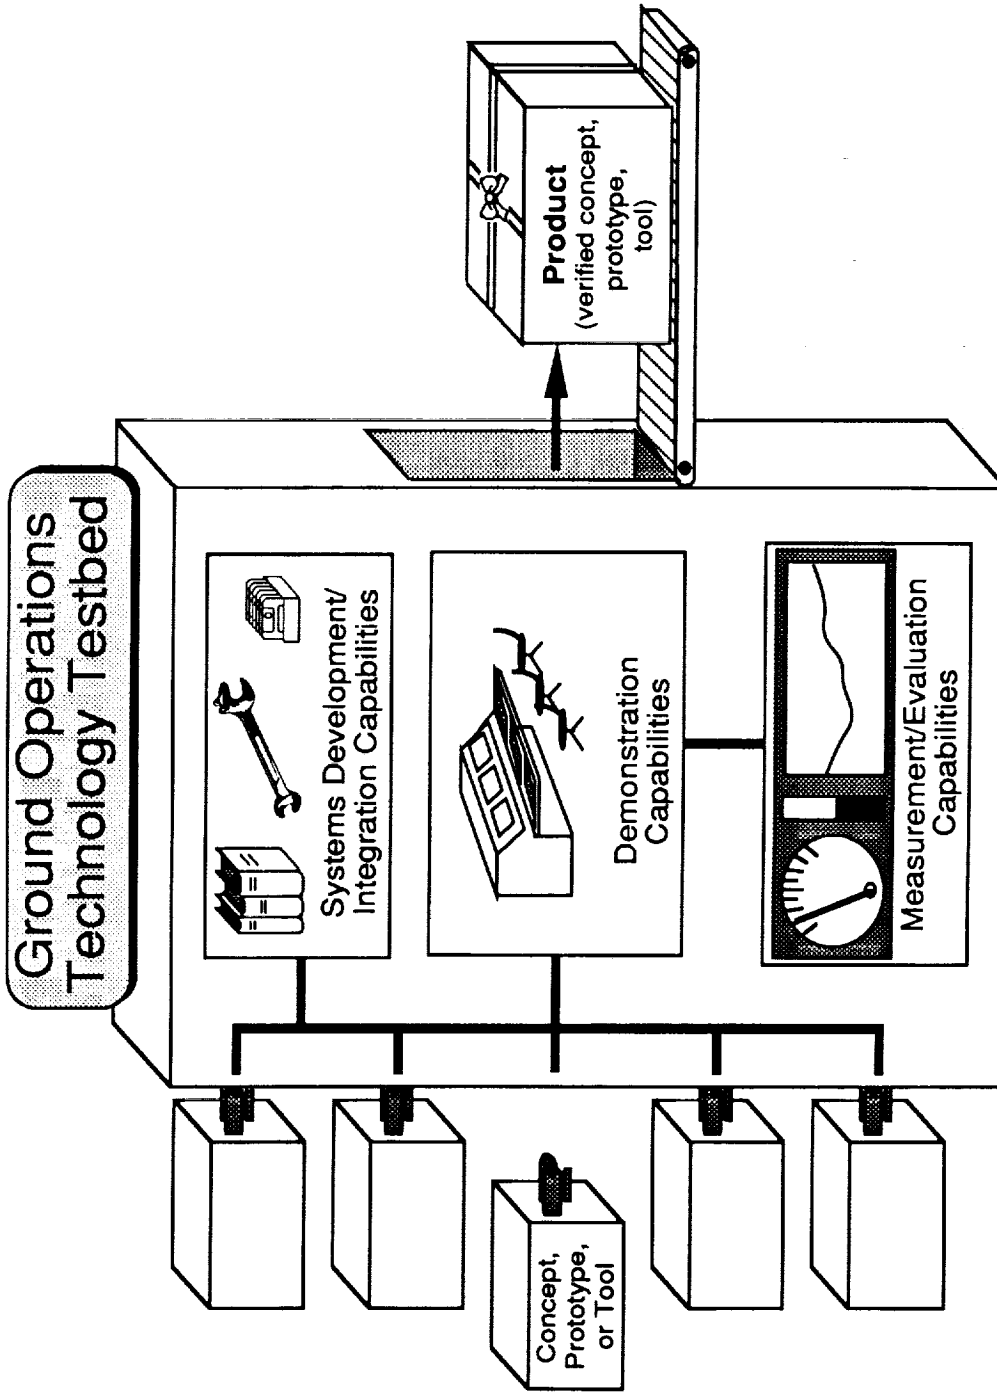 Ground Operations
Technology Testbed
Systems Development/
Integration Capabilities
Demonstration
Capabilities
Measurement/Evaluation
Capabilities
Concept,
Prototype,
or Tool
Product
(verified concept,
prototype,
tool)